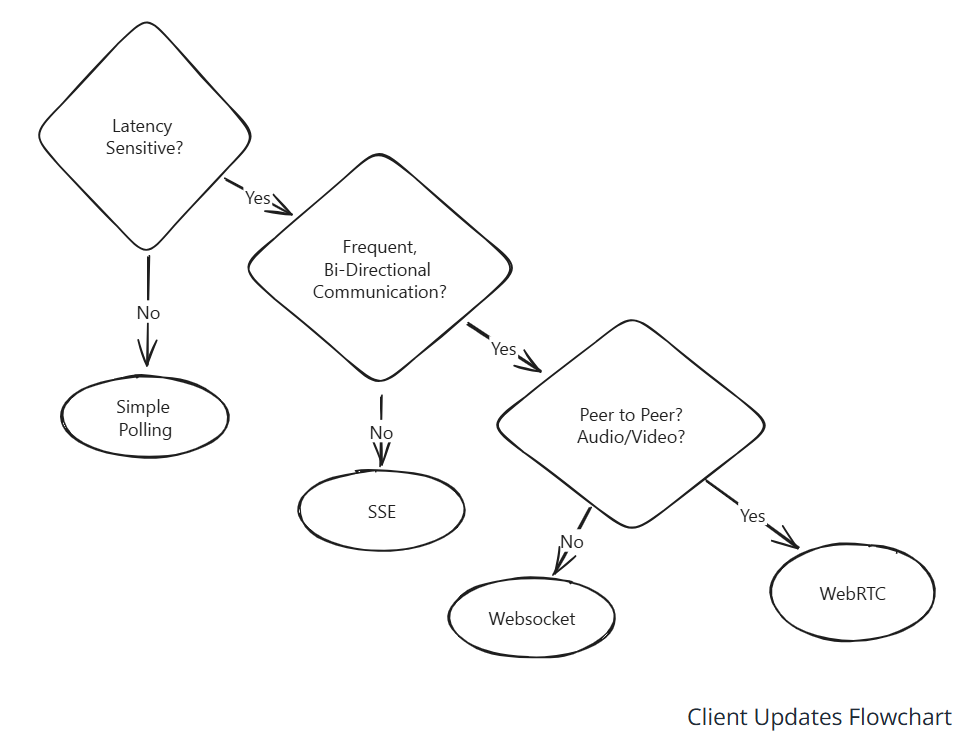 Latency
Sensitive?
Yes
No
Simple
Polling
Frequent,
Bi-Directional
Communication?
Yes
No
SSE
Peer to Peer?
Audio/Video?
No
Yes
Websocket
WebRTC
Client Updates Flowchart